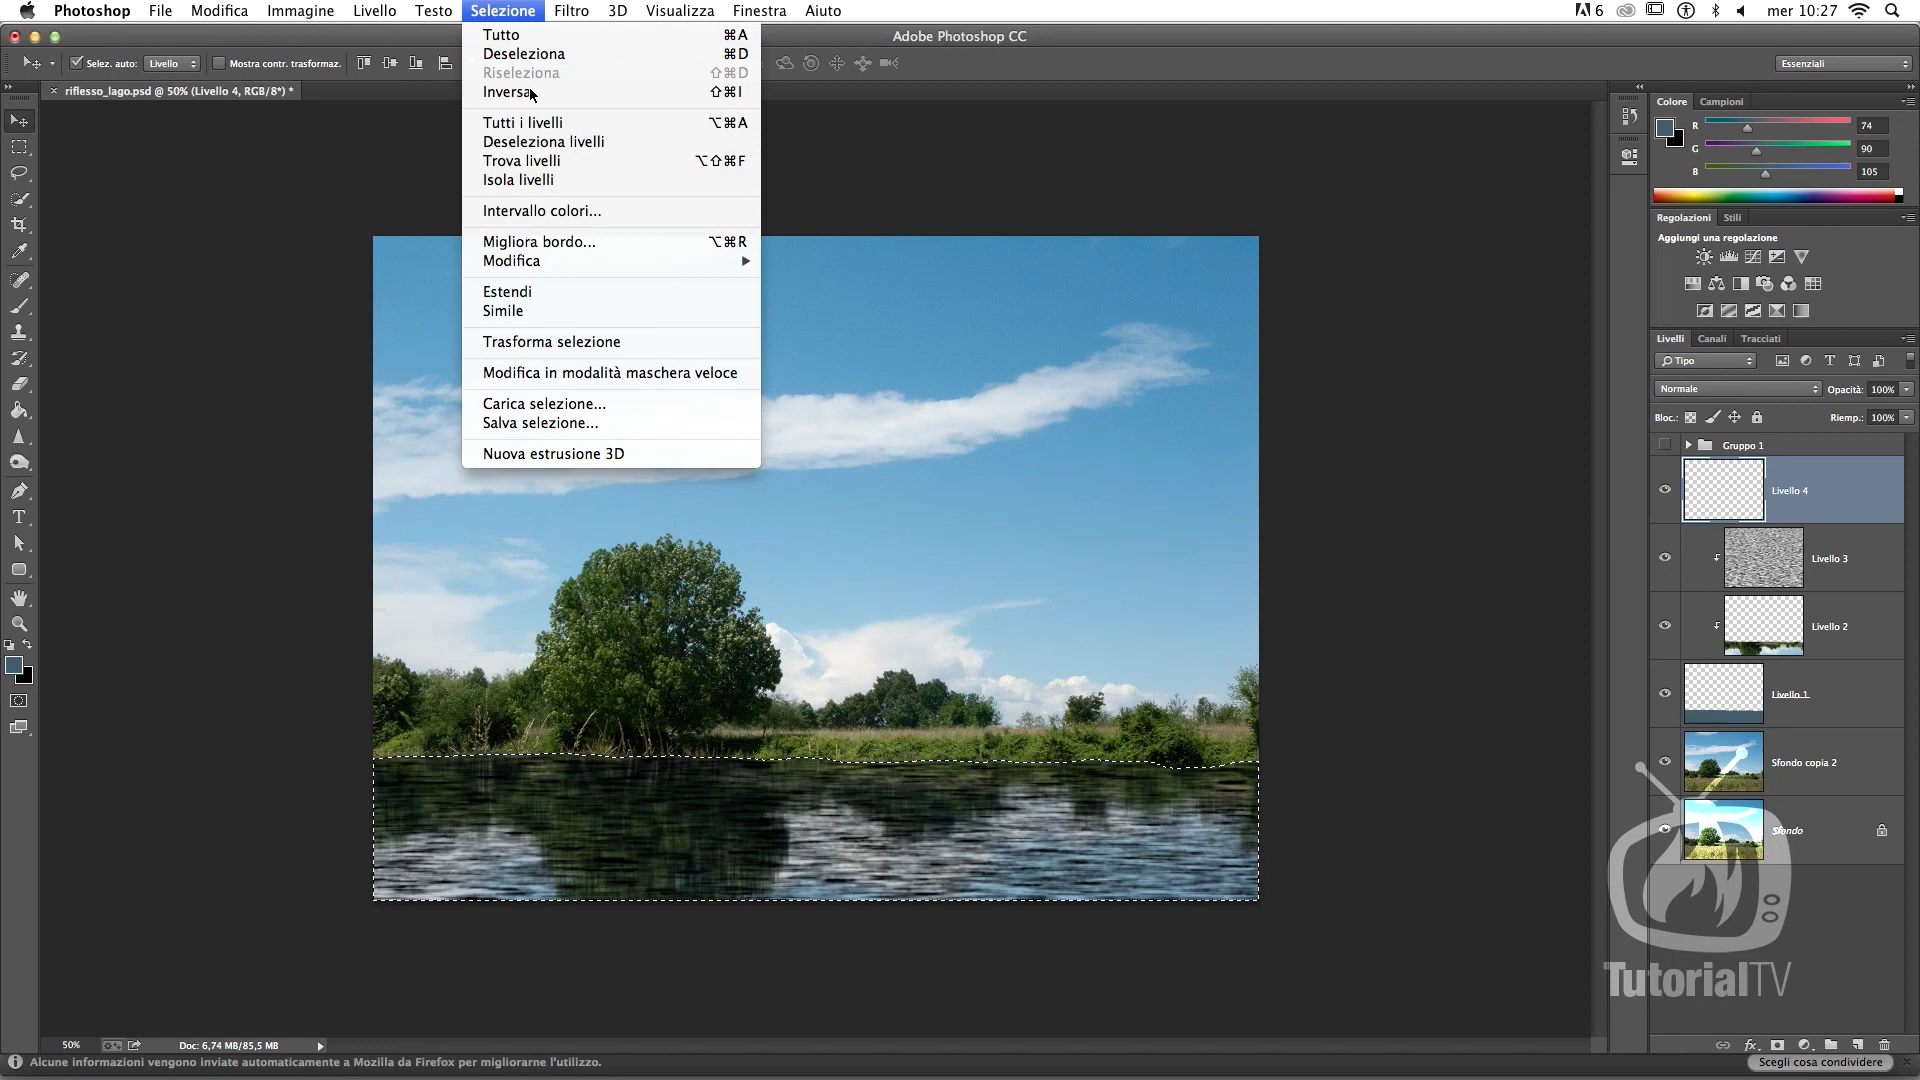 Photoshop File Modifica Immagine Livello Testo Selezione Filtro 3D Visualizza Finestra Aiuto 6 mer 10:27
Adobe Photoshop CC
Selez. auto: Livello Mostra contr. trasformaz. Essenziali
× riflesso_lago.psd @ 50% (Livello 4, RGB/8*) *
Tutto ⌘A
Deseleziona ⌘D
Riseleziona ⇧⌘D
Inversa ⇧⌘I
Tutti i livelli ⌥⌘A
Deseleziona livelli
Trova livelli ⌥⇧⌘F
Isola livelli
Intervallo colori...
Migliora bordo... ⌥⌘R
Modifica
Estendi
Simile
Trasforma selezione
Modifica in modalità maschera veloce
Carica selezione...
Salva selezione...
Nuova estrusione 3D
Colore Campioni
R 74
G 90
B 105
Regolazioni Stili
Aggiungi una regolazione
Livelli Canali Tracciati
Tipo
Normale Opacità: 100%
Bloc.: Riemp.: 100%
Gruppo 1
Livello 4
Livello 3
Livello 2
Livello 1
Sfondo copia 2
Sfondo
TutorialTV
50% Doc: 6,74 MB/85,5 MB
Alcune informazioni vengono inviate automaticamente a Mozilla da Firefox per migliorarne l'utilizzo.
Scegli cosa condividere ×